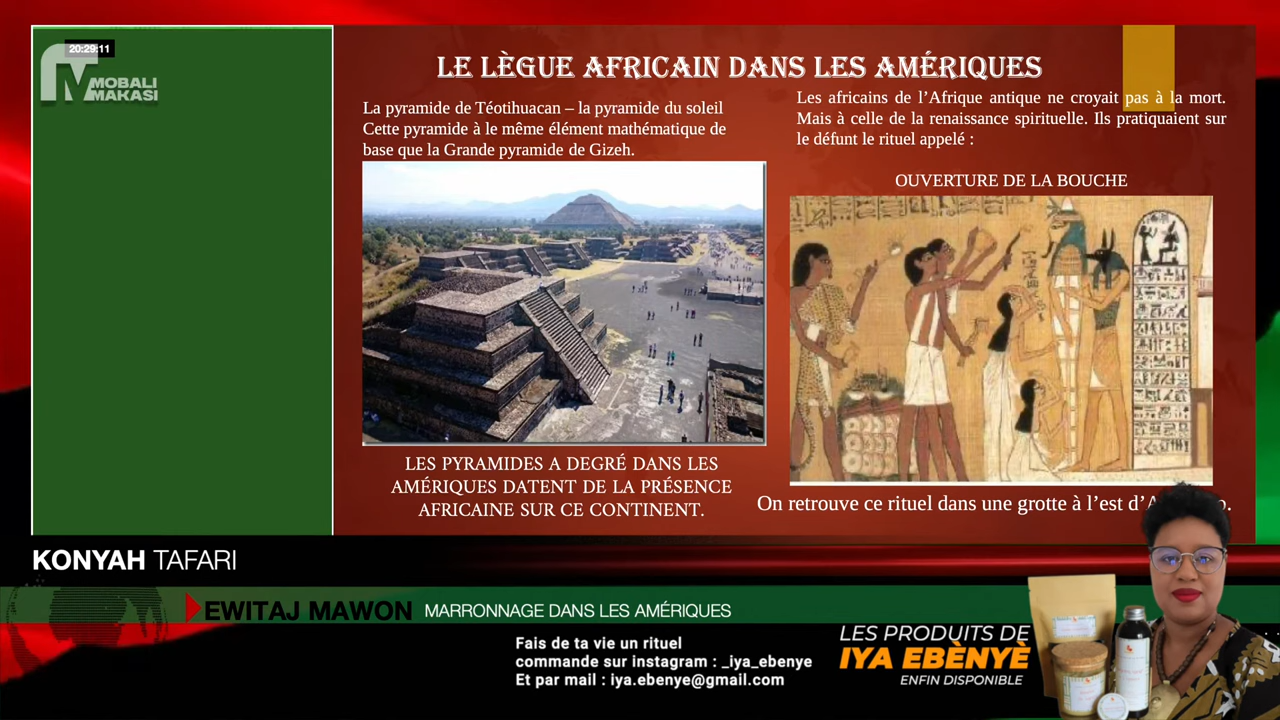 20:29:11
MOBALI
MAKASI
LE LÈGUE AFRICAIN DANS LES AMÉRIQUES
La pyramide de Téotihuacan – la pyramide du soleil
Cette pyramide à le même élément mathématique de
base que la Grande pyramide de Gizeh.
LES PYRAMIDES A DEGRÉ DANS LES
AMÉRIQUES DATENT DE LA PRÉSENCE
AFRICAINE SUR CE CONTINENT.
Les africains de l’Afrique antique ne croyait pas à la mort.
Mais à celle de la renaissance spirituelle. Ils pratiquaient sur
le défunt le rituel appelé :
OUVERTURE DE LA BOUCHE
On retrouve ce rituel dans une grotte à l’est
KONYAH TAFARI
EWITAJ MAWON MARRONNAGE DANS LES AMÉRIQUES
Fais de ta vie un rituel
commande sur instagram : _iya_ebenye
Et par mail : iya.ebenye@gmail.com
LES PRODUITS DE
IYA EBÈNYÈ
ENFIN DISPONIBLE